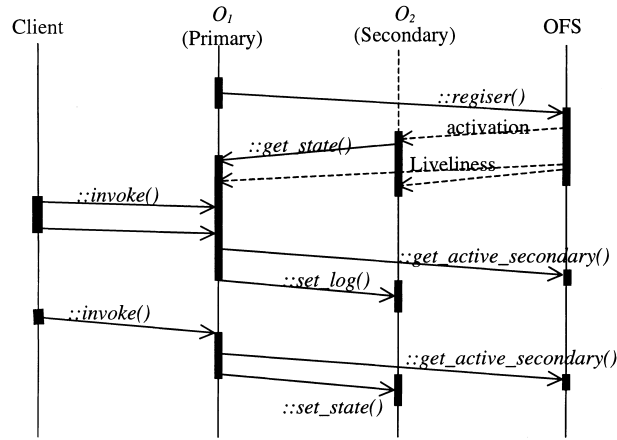 Client
O₁
(Primary)
O₂
(Secondary)
OFS
::regiser()
activation
::get_state()
Liveliness
::invoke()
::get_active_secondary()
::set_log()
::invoke()
::get_active_secondary()
::set_state()